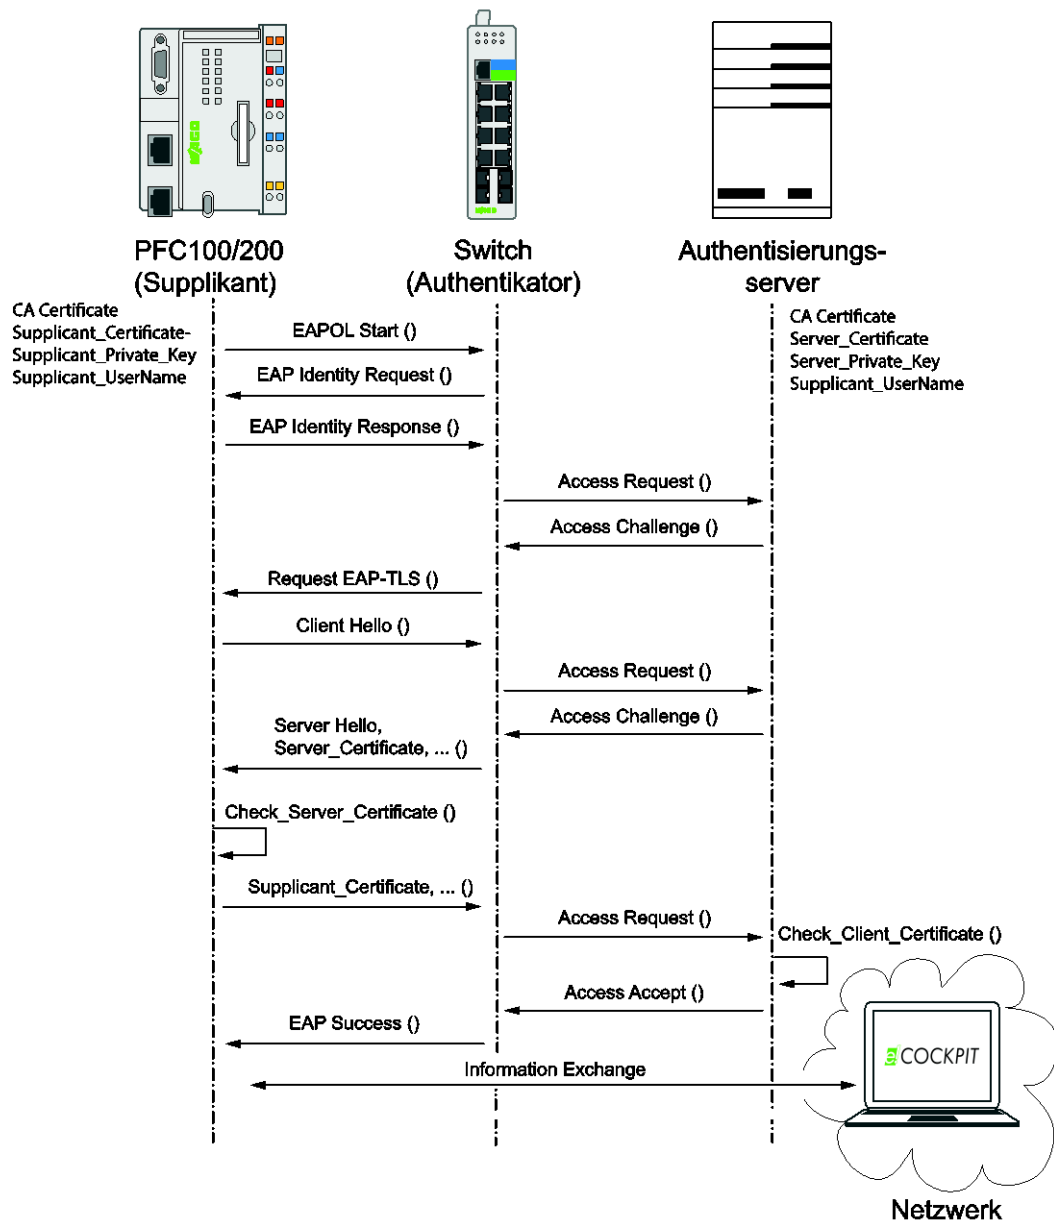 WAGO
WAGO
PFC100/200
(Supplikant)
Switch
(Authentikator)
Authentisierungs-
server
CA Certificate
Supplicant_Certificate-
Supplicant_Private_Key
Supplicant_UserName
CA Certificate
Server_Certificate
Server_Private_Key
Supplicant_UserName
EAPOL Start ()
EAP Identity Request ()
EAP Identity Response ()
Access Request ()
Access Challenge ()
Request EAP-TLS ()
Client Hello ()
Access Request ()
Access Challenge ()
Server Hello,
Server_Certificate, ... ()
Check_Server_Certificate ()
Supplicant_Certificate, ... ()
Access Request ()
Check_Client_Certificate ()
Access Accept ()
EAP Success ()
Information Exchange
e!COCKPIT
Netzwerk